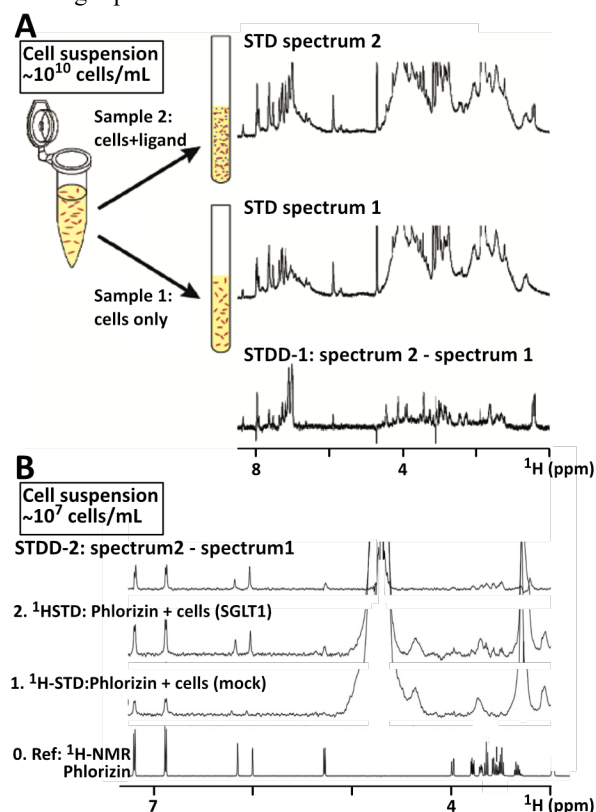 A
Cell suspension
~10¹⁰ cells/mL
Sample 2:
cells+ligand
Sample 1:
cells only
STD spectrum 2
STD spectrum 1
STDD-1: spectrum 2 - spectrum 1
8 4 ¹H (ppm)
B
Cell suspension
~10⁷ cells/mL
STDD-2: spectrum2 - spectrum1
2. ¹HSTD: Phlorizin + cells (SGLT1)
1. ¹H-STD:Phlorizin + cells (mock)
0. Ref: ¹H-NMR
Phlorizin
7 4 ¹H (ppm)